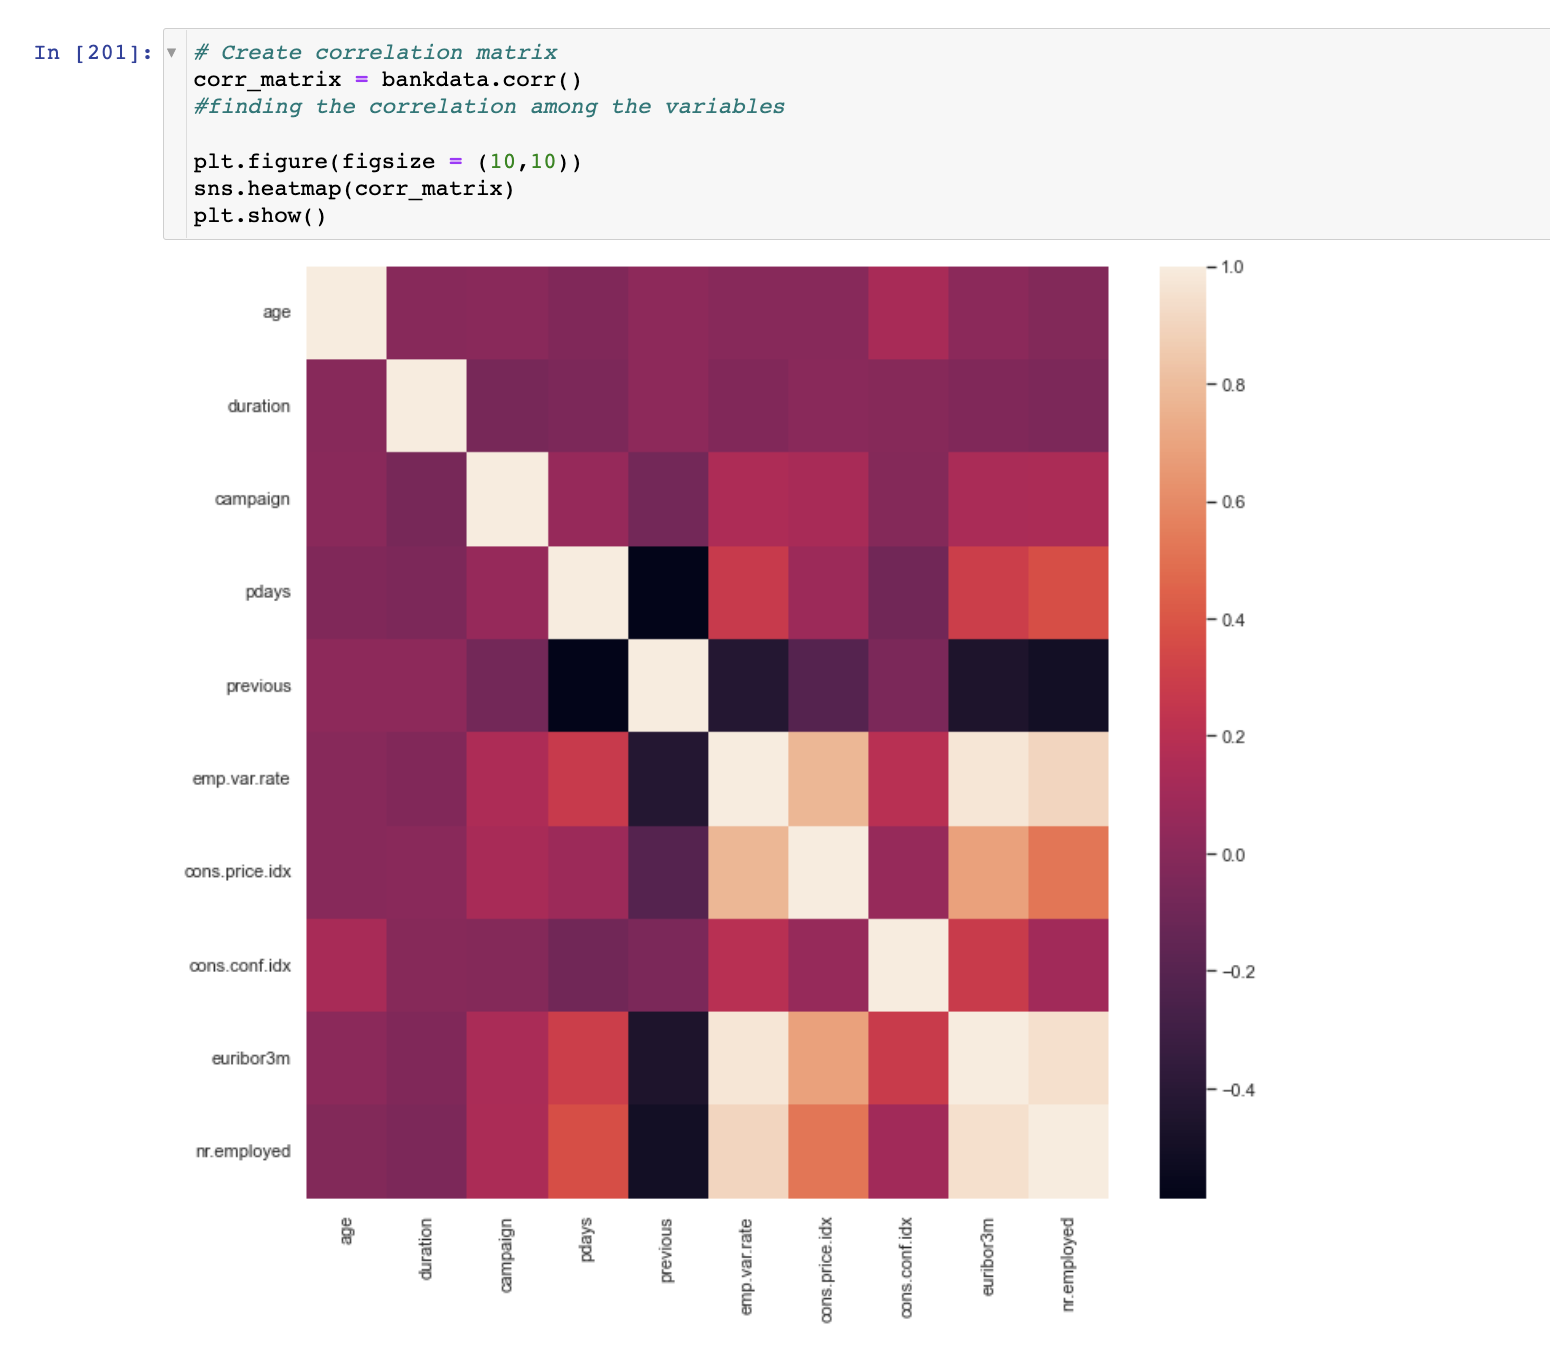 In [201]:
# Create correlation matrix
corr_matrix = bankdata.corr()
#finding the correlation among the variables
plt.figure(figsize = (10,10))
sns.heatmap(corr_matrix)
plt.show()
age
duration
campaign
pdays
previous
emp.var.rate
cons.price.idx
cons.conf.idx
euribor3m
nr.employed
age
duration
campaign
pdays
previous
emp.var.rate
cons.price.idx
cons.conf.idx
euribor3m
nr.employed
1.0
0.8
0.6
0.4
0.2
0.0
−0.2
−0.4